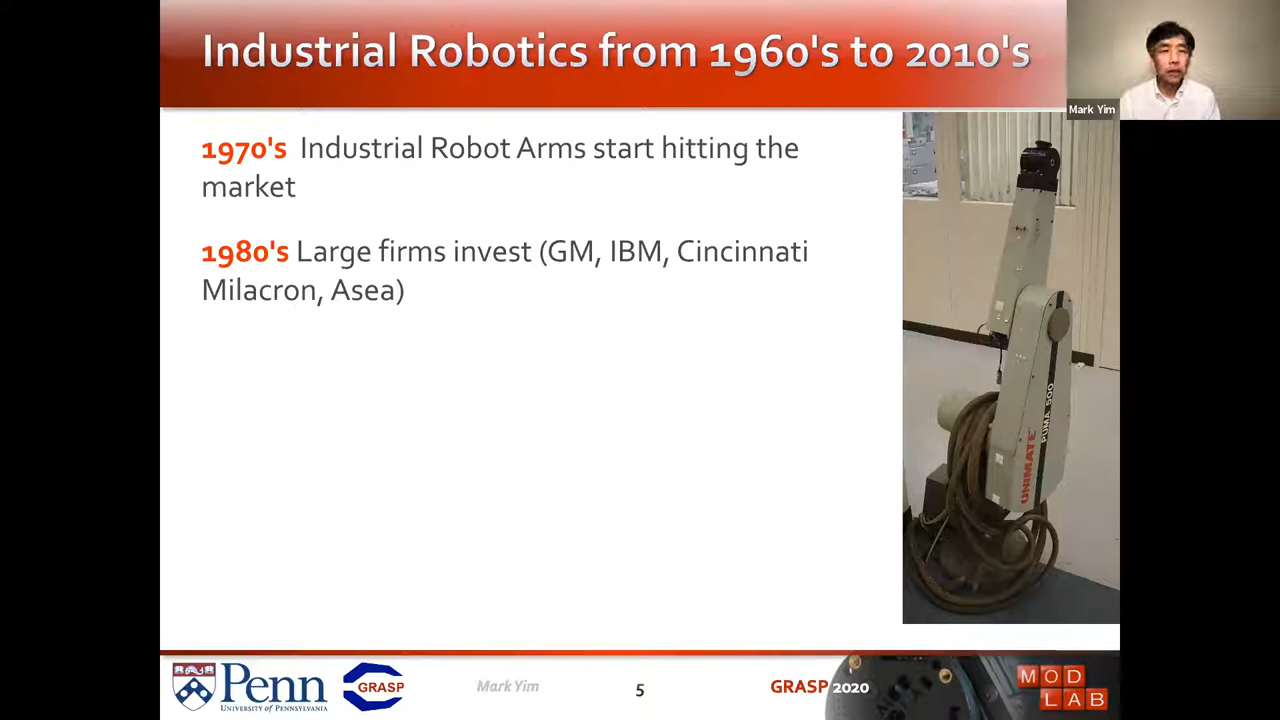 Industrial Robotics from 1960's to 2010's
Mark Yim
1970's Industrial Robot Arms start hitting the
market
1980's Large firms invest (GM, IBM, Cincinnati
Milacron, Asea)
UNIMATE
PUMA 500
Penn
UNIVERSITY OF PENNSYLVANIA
GRASP
Mark Yim
5
GRASP 2020
MOD
LAB